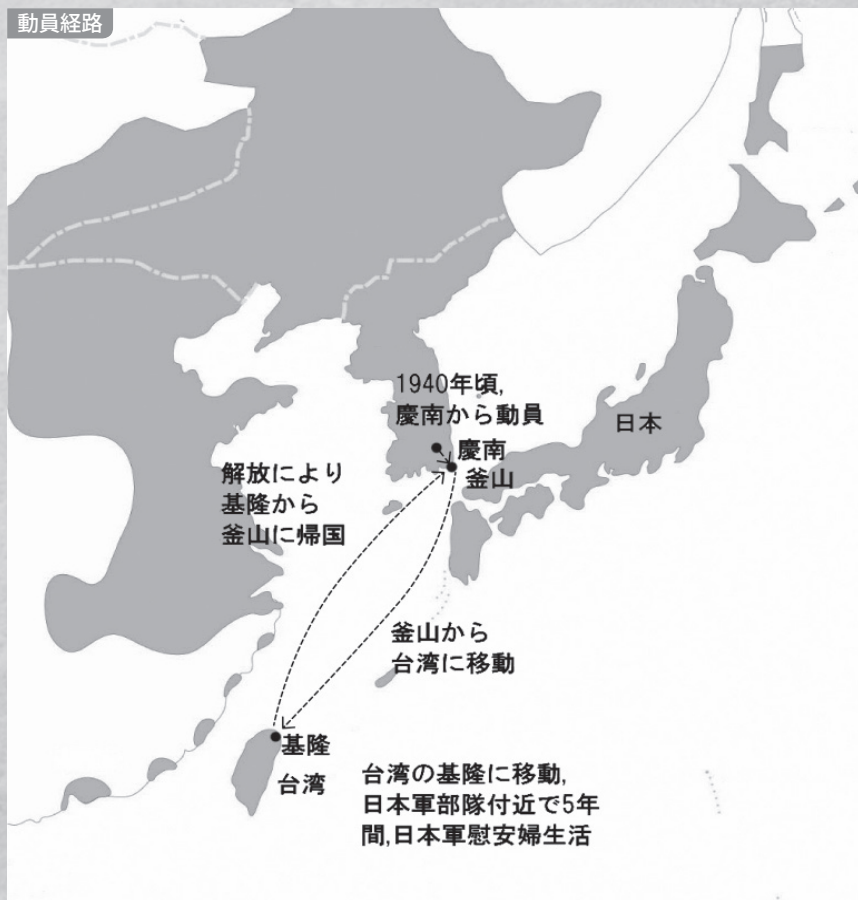 動員経路
1940年頃,
慶南から動員
慶南
釜山
日本
解放により
基隆から
釜山に帰国
釜山から
台湾に移動
基隆
台湾
台湾の基隆に移動,
日本軍部隊付近で5年
間,日本軍慰安婦生活